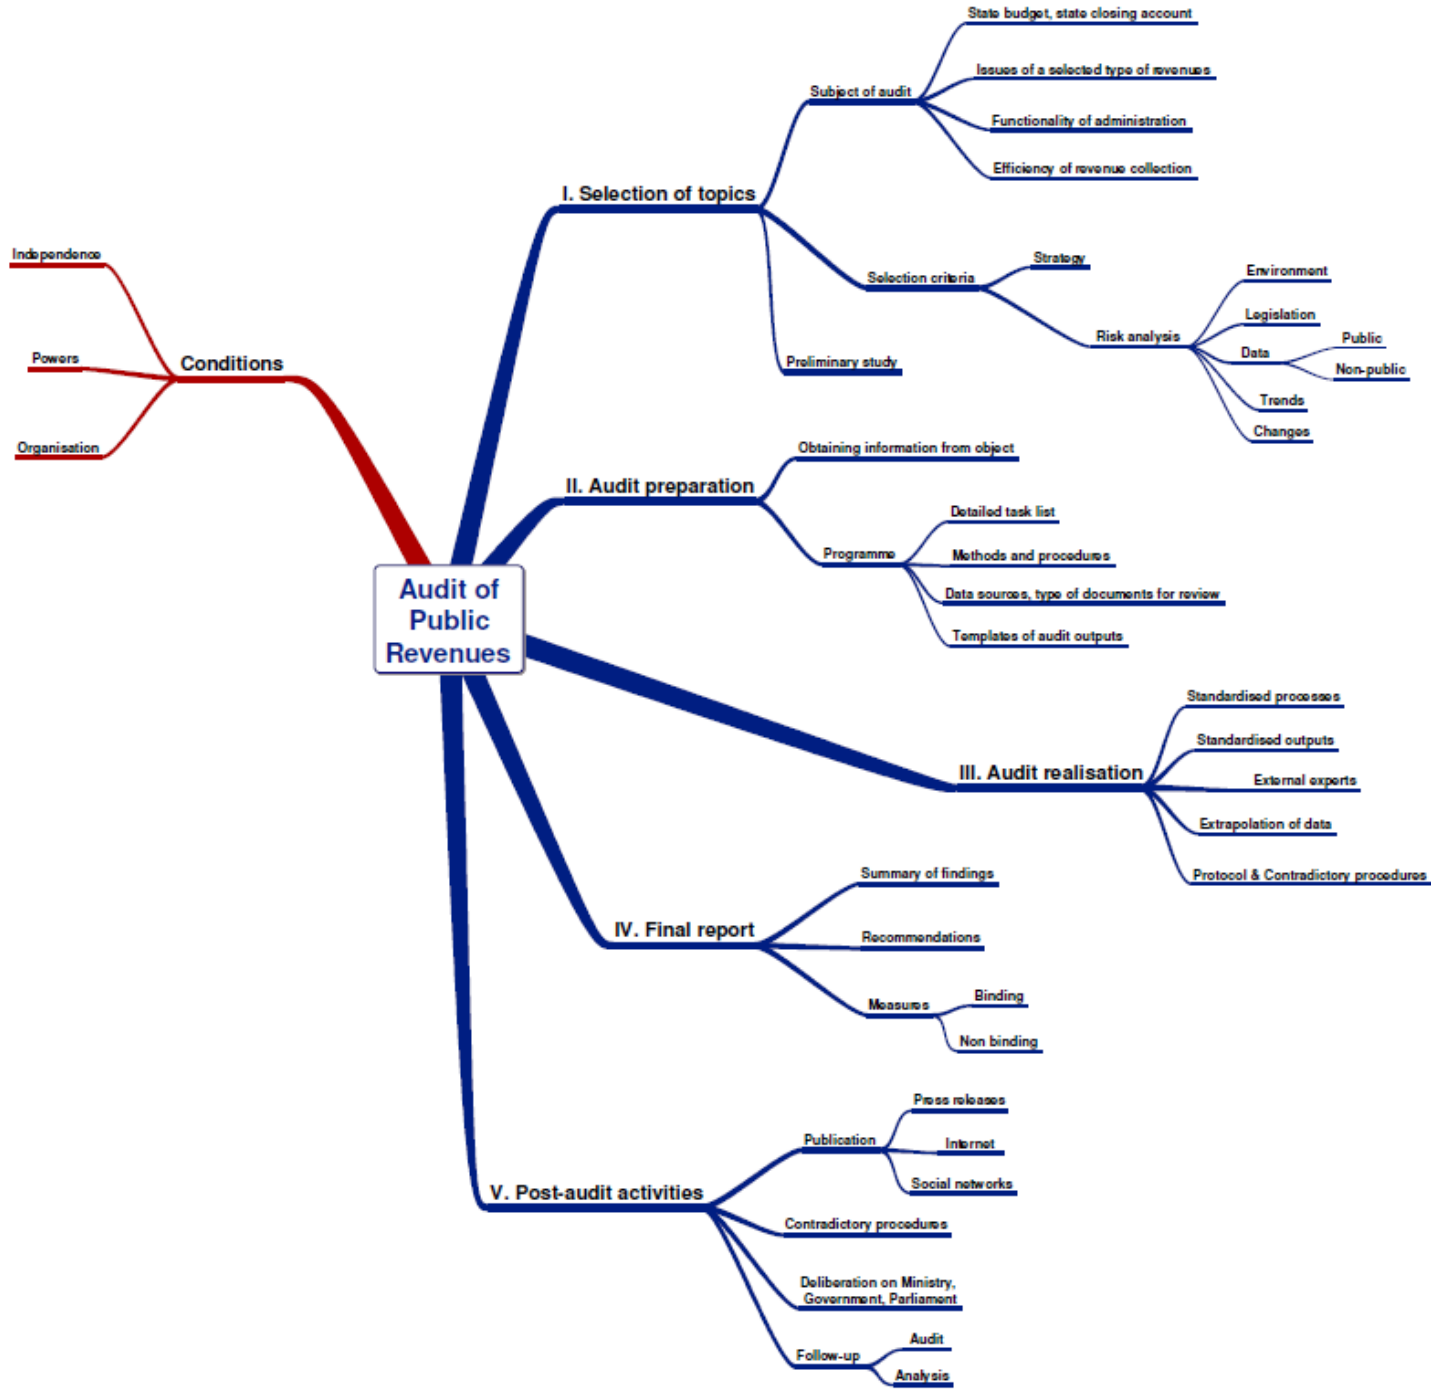 Audit of
Public
Revenues
Conditions
Independence
Powers
Organisation
I. Selection of topics
Subject of audit
State budget, state closing account
Issues of a selected type of revenues
Functionality of administration
Efficiency of revenue collection
Selection criteria
Strategy
Risk analysis
Environment
Legislation
Data
Public
Non-public
Trends
Changes
Preliminary study
II. Audit preparation
Obtaining information from object
Programme
Detailed task list
Methods and procedures
Data sources, type of documents for review
Templates of audit outputs
III. Audit realisation
Standardised processes
Standardised outputs
External experts
Extrapolation of data
Protocol & Contradictory procedures
IV. Final report
Summary of findings
Recommendations
Measures
Binding
Non binding
V. Post-audit activities
Publication
Press releases
Internet
Social networks
Contradictory procedures
Deliberation on Ministry,
Government, Parliament
Follow-up
Audit
Analysis